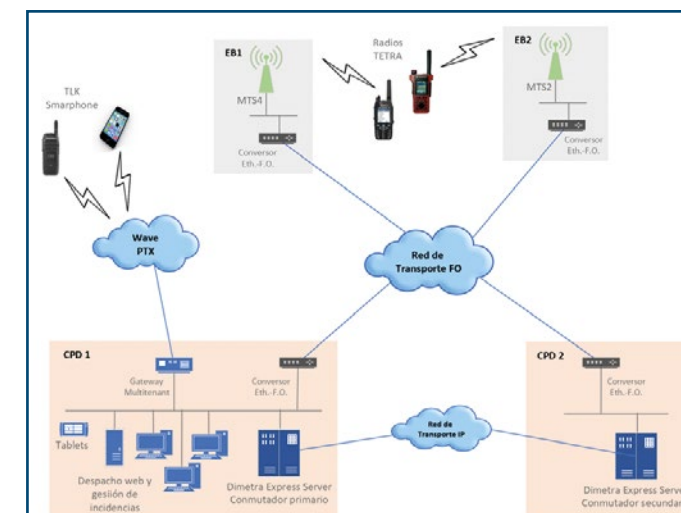 EB1
MTS4
Conversor
Eth.-F.O.
Radios
TETRA
EB2
MTS2
Conversor
Eth.-F.O.
TLK
Smarphone
Wave
PTX
Red de
Transporte FO
CPD 1
Gateway
Multitenant
Conversor
Eth.-F.O.
Tablets
Despacho web y
gesiión de
incidencias
Dimetra Express Server
Conmutador primario
Red de
Transporte IP
CPD 2
Conversor
Eth.-F.O.
Dimetra Express Serve
Conmutador secundar